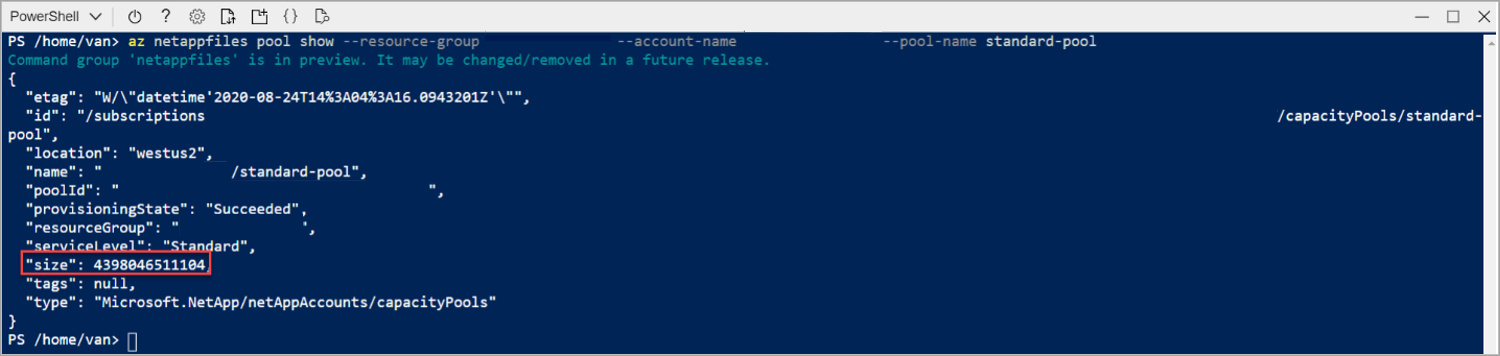 PowerShell
PS /home/van> az netappfiles pool show --resource-group --account-name --pool-name standard-pool
Command group 'netappfiles' is in preview. It may be changed/removed in a future release.
{
"etag": "W/\"datetime'2020-08-24T14%3A04%3A16.0943201Z'\"",
"id": "/subscriptions /capacityPools/standard-
pool",
"location": "westus2",
"name": " /standard-pool",
"poolId": " ",
"provisioningState": "Succeeded",
"resourceGroup": " ',
"serviceLevel": "Standard",
"size": 4398046511104,
"tags": null,
"type": "Microsoft.NetApp/netAppAccounts/capacityPools"
}
PS /home/van>